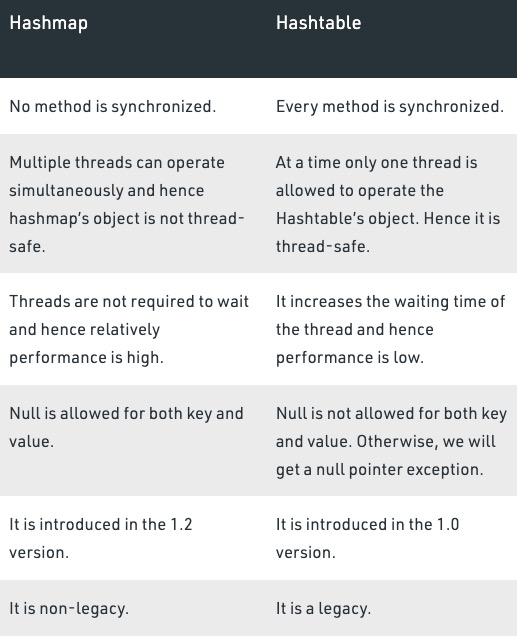 Hashmap
Hashtable
No method is synchronized.
Every method is synchronized.
Multiple threads can operate
simultaneously and hence
hashmap's object is not thread-
safe.
At a time only one thread is
allowed to operate the
Hashtable's object. Hence it is
thread-safe.
Threads are not required to wait
and hence relatively
performance is high.
It increases the waiting time of
the thread and hence
performance is low.
Null is allowed for both key and
value.
Null is not allowed for both key
and value. Otherwise, we will
get a null pointer exception.
It is introduced in the 1.2
version.
It is introduced in the 1.0
version.
It is non-legacy.
It is a legacy.